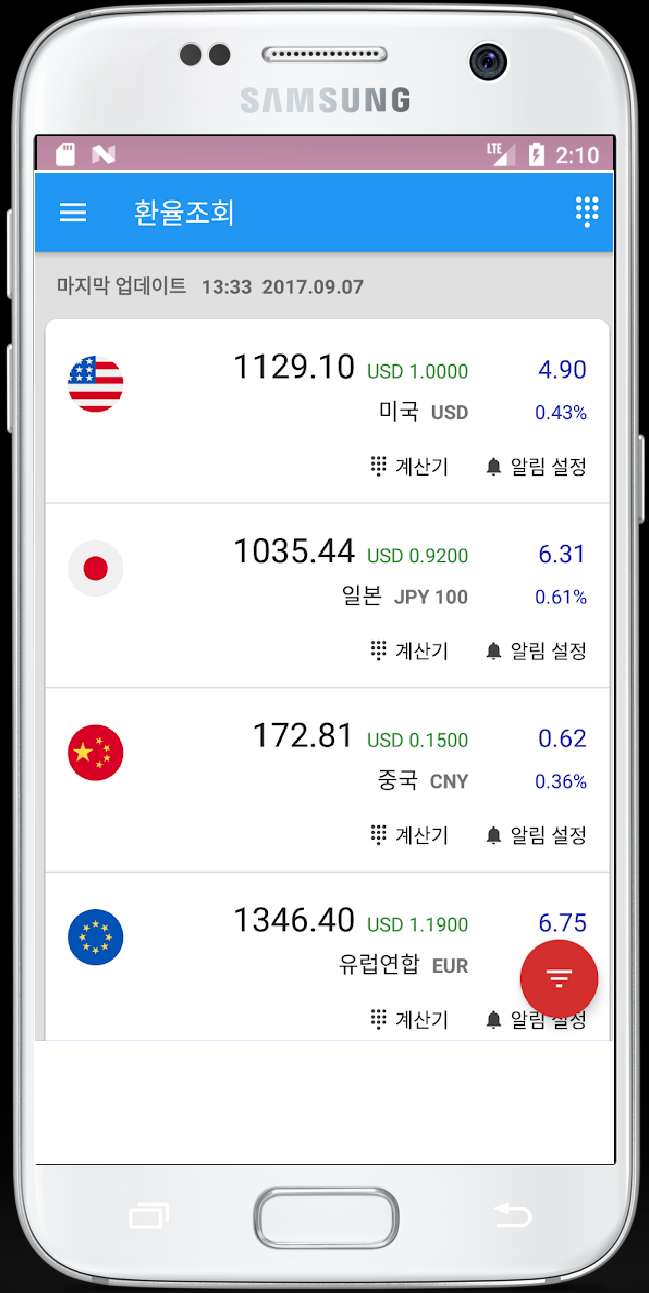 SAMSUNG
LTE 2:10
환율조회
마지막 업데이트 13:33 2017.09.07
1129.10 USD 1.0000 4.90
미국 USD 0.43%
계산기 알림 설정
1035.44 USD 0.9200 6.31
일본 JPY 100 0.61%
계산기 알림 설정
172.81 USD 0.1500 0.62
중국 CNY 0.36%
계산기 알림 설정
1346.40 USD 1.1900 6.75
유럽연합 EUR
계산기 알림 설정